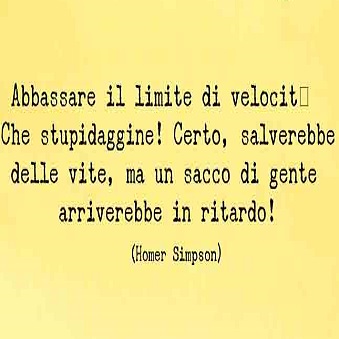 Abbassare il limite di velocit□
Che stupidaggine! Certo, salverebbe
delle vite, ma un sacco di gente
arriverebbe in ritardo!
(Homer Simpson)